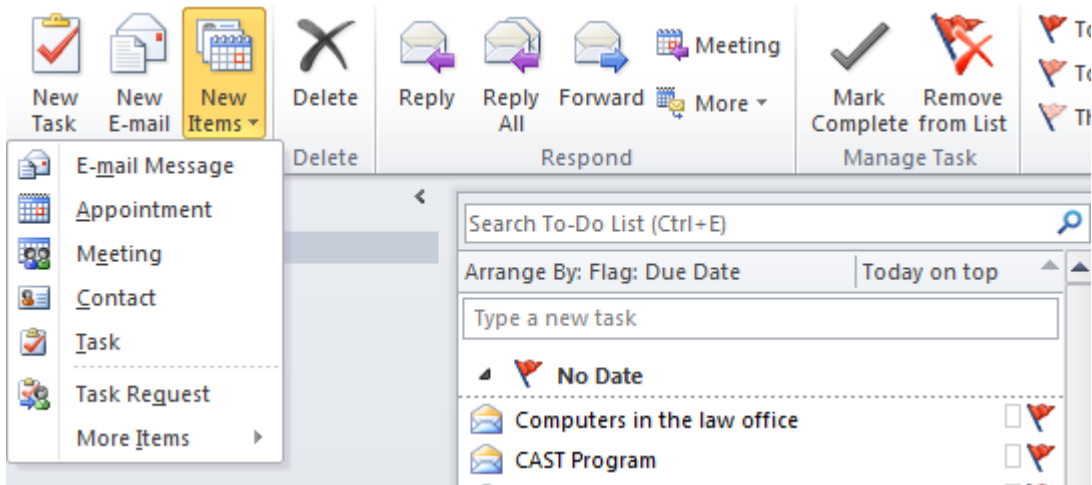 New Task
New E-mail
New Items
Delete
Reply
Reply All
Forward
Meeting
More
Mark Complete
Remove from List
Delete
Respond
Manage Task
E-mail Message
Appointment
Meeting
Contact
Task
Task Request
More Items
Search To-Do List (Ctrl+E)
Arrange By: Flag: Due Date
Today on top
Type a new task
No Date
Computers in the law office
CAST Program